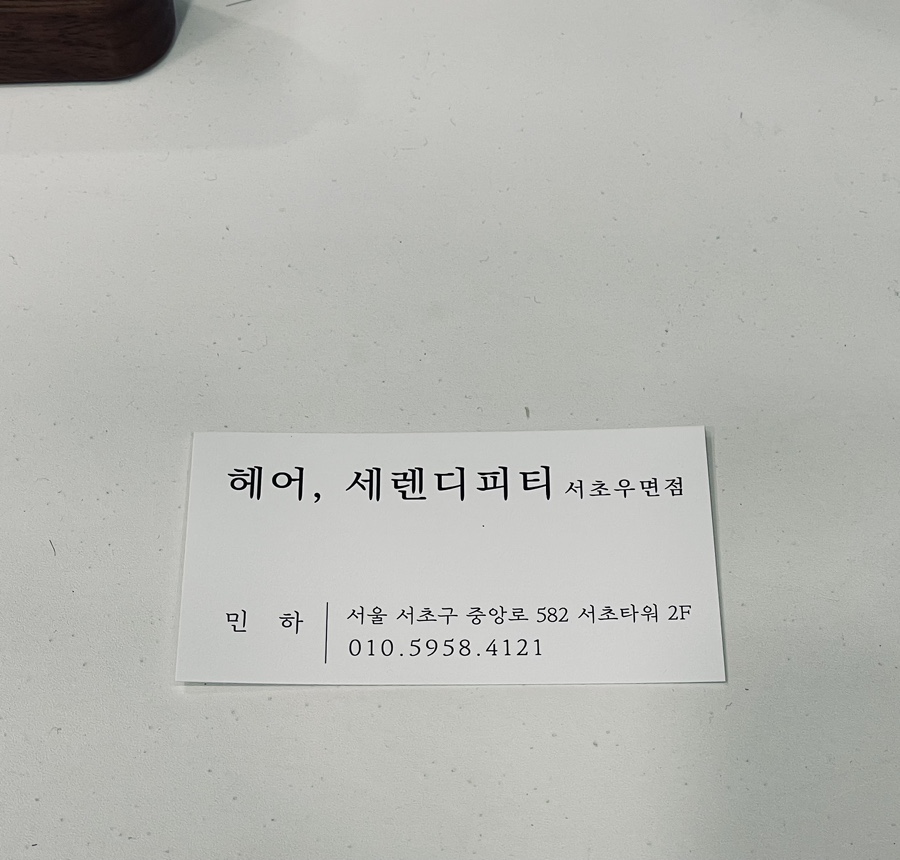 헤어, 세렌디피티 서초우면점
민 하
서울 서초구 중앙로 582 서초타워 2F
010.5958.4121